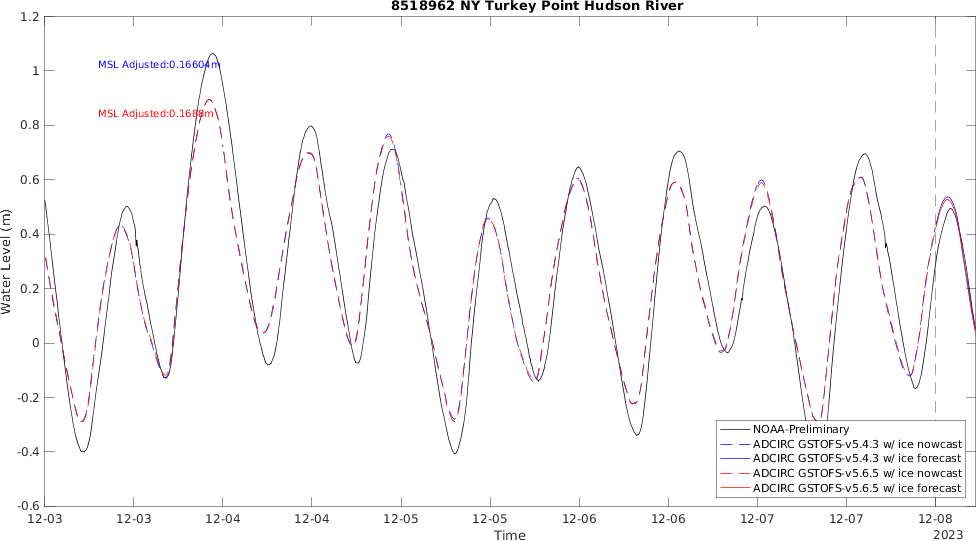 8518962 NY Turkey Point Hudson River
1.2
1
0.8
0.6
0.4
0.2
0
-0.2
-0.4
-0.6
Water Level (m)
MSL Adjusted:0.16604m
MSL Adjusted:0.1688m
NOAA-Preliminary
ADCIRC GSTOFS-v5.4.3 w/ ice nowcast
ADCIRC GSTOFS-v5.4.3 w/ ice forecast
ADCIRC GSTOFS-v5.6.5 w/ ice nowcast
ADCIRC GSTOFS-v5.6.5 w/ ice forecast
12-03 12-03 12-04 12-04 12-05 12-05 12-06 12-06 12-07 12-07 12-08
Time 2023